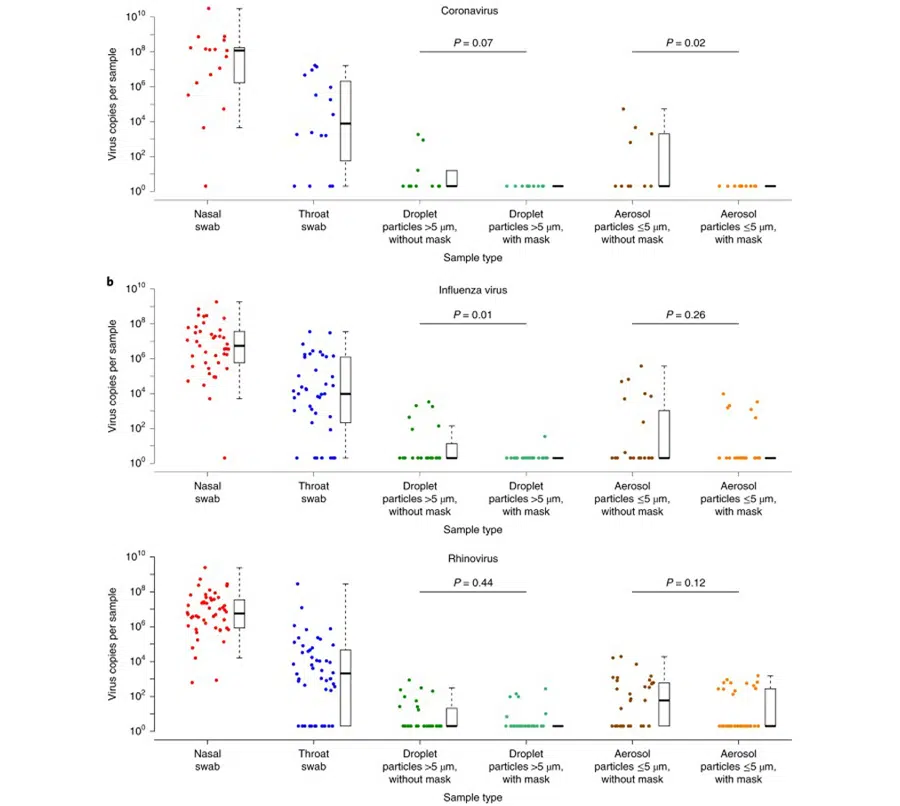 Coronavirus
Virus copies per sample
10¹⁰
10⁸
10⁶
10⁴
10²
10⁰
P = 0.07
P = 0.02
Nasal
swab
Throat
swab
Droplet
particles >5 μm,
without mask
Droplet
particles >5 μm,
with mask
Aerosol
particles ≤5 μm,
without mask
Aerosol
particles ≤5 μm,
with mask
Sample type
b
Influenza virus
Virus copies per sample
10¹⁰
10⁸
10⁶
10⁴
10²
10⁰
P = 0.01
P = 0.26
Nasal
swab
Throat
swab
Droplet
particles >5 μm,
without mask
Droplet
particles >5 μm,
with mask
Aerosol
particles ≤5 μm,
without mask
Aerosol
particles ≤5 μm,
with mask
Sample type
Rhinovirus
Virus copies per sample
10¹⁰
10⁸
10⁶
10⁴
10²
10⁰
P = 0.44
P = 0.12
Nasal
swab
Throat
swab
Droplet
particles >5 μm,
without mask
Droplet
particles >5 μm,
with mask
Aerosol
particles ≤5 μm,
without mask
Aerosol
particles ≤5 μm,
with mask
Sample type